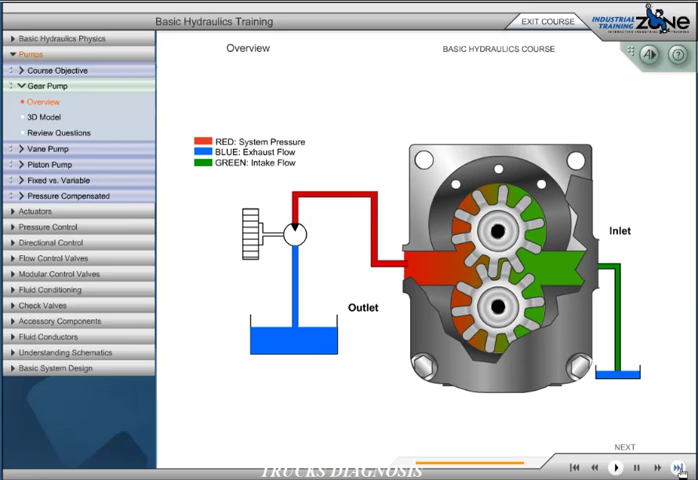 Basic Hydraulics Training
EXIT COURSE
INDUSTRIAL
TRAINING
ZONE
Basic Hydraulics Physics
Pumps
Course Objective
Gear Pump
Overview
3D Model
Review Questions
Vane Pump
Piston Pump
Fixed vs. Variable
Pressure Compensated
Actuators
Pressure Control
Directional Control
Flow Control Valves
Modular Control Valves
Fluid Conditioning
Check Valves
Accessory Components
Fluid Conductors
Understanding Schematics
Basic System Design
Overview
BASIC HYDRAULICS COURSE
A
?
RED: System Pressure
BLUE: Exhaust Flow
GREEN: Intake Flow
Inlet
Outlet
NEXT
TRUCKS DIAGNOSIS